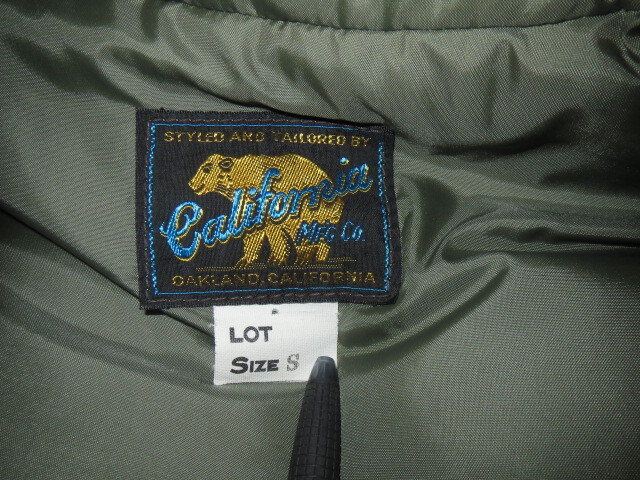 STYLED AND TAILORED BY
California
MFG Co.
OAKLAND, CALIFORNIA
LOT
SIZE S